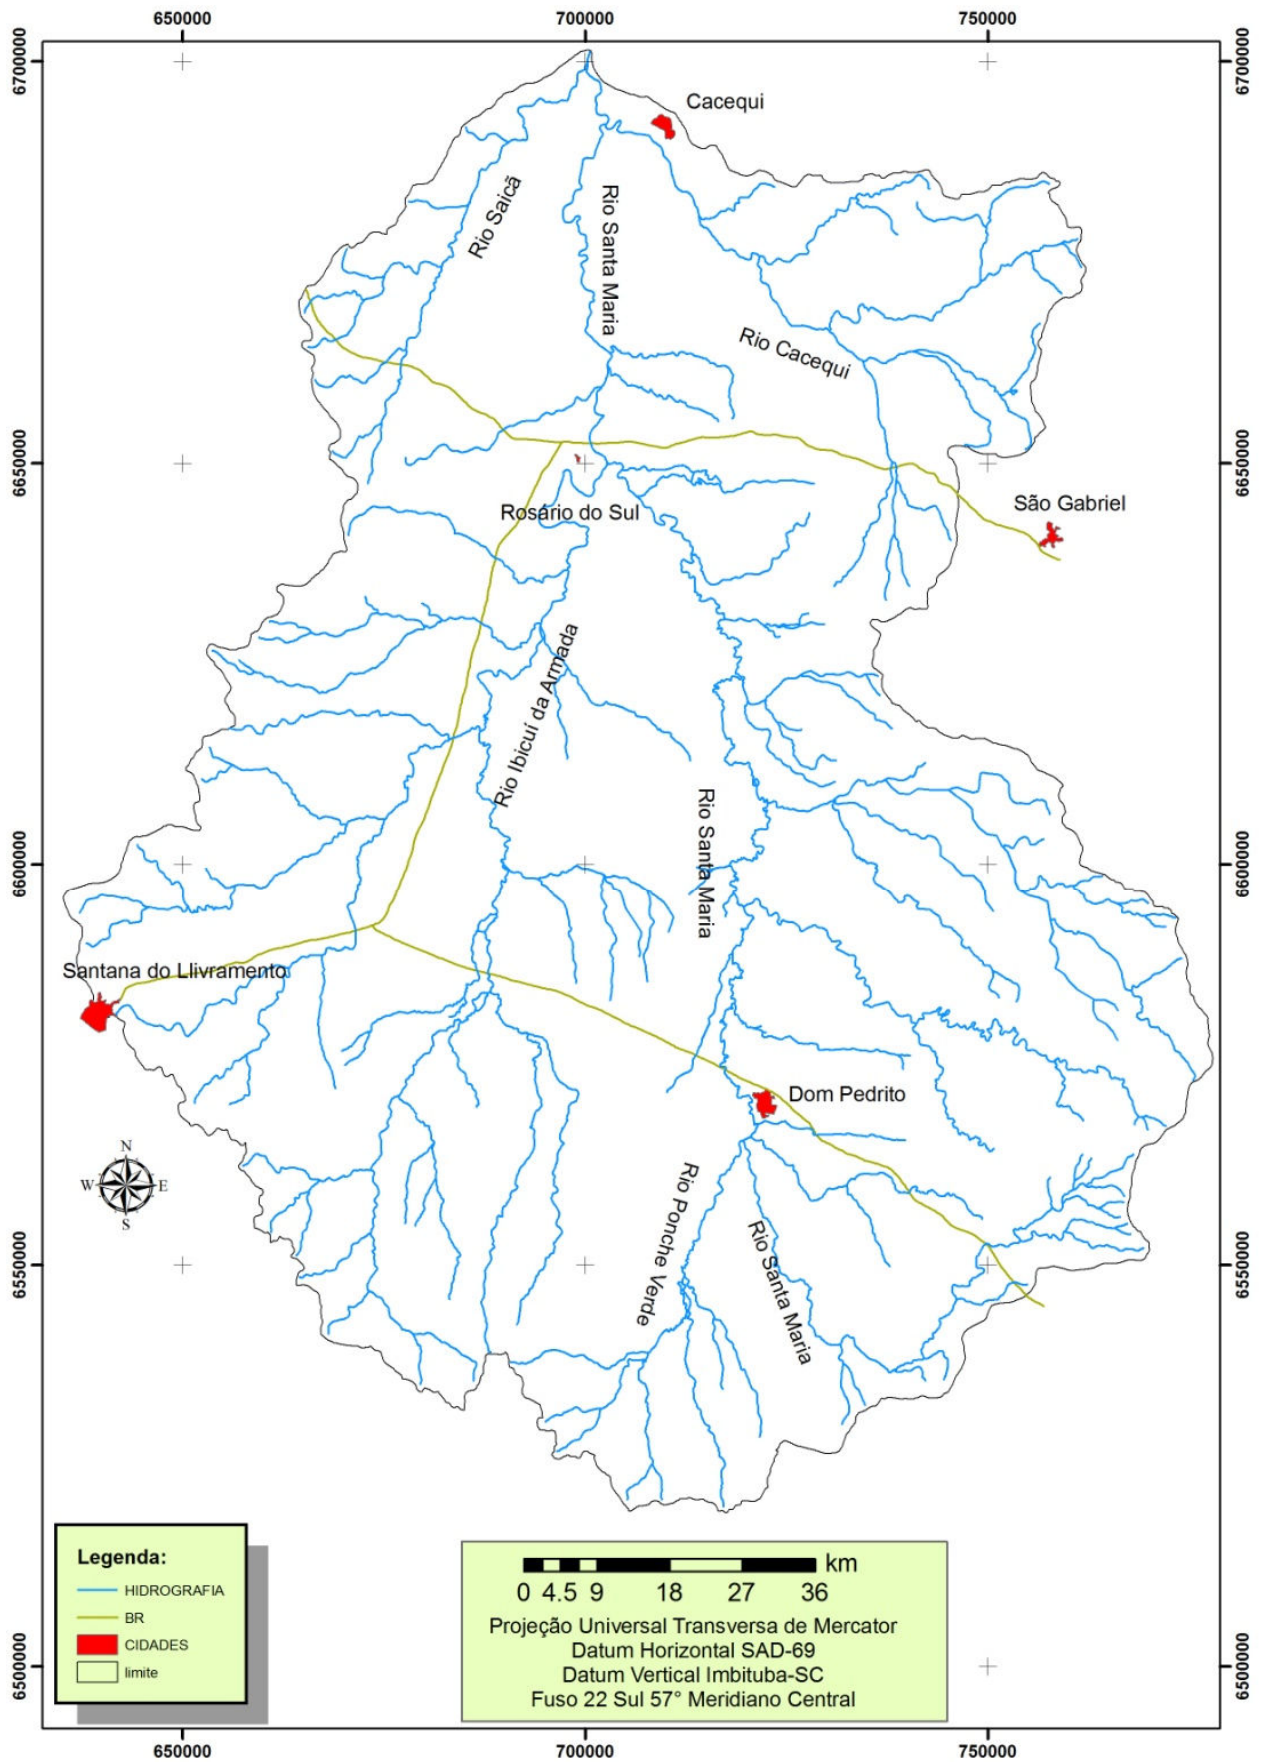 650000
700000
750000
6700000
6700000
Cacequi
Rio Saicã
Rio Santa Maria
Rio Cacequi
6650000
6650000
São Gabriel
Rosário do Sul
Rio Ibicuí da Armada
Rio Santa Maria
6600000
6600000
Santana do Llivramento
Dom Pedrito
N
W
E
S
Rio Ponche Verde
Rio Santa Maria
6550000
6550000
Legenda:
HIDROGRAFIA
BR
CIDADES
limite
km
0 4.5 9 18 27 36
Projeção Universal Transversa de Mercator
Datum Horizontal SAD-69
Datum Vertical Imbituba-SC
Fuso 22 Sul 57° Meridiano Central
6500000
6500000
650000
700000
750000